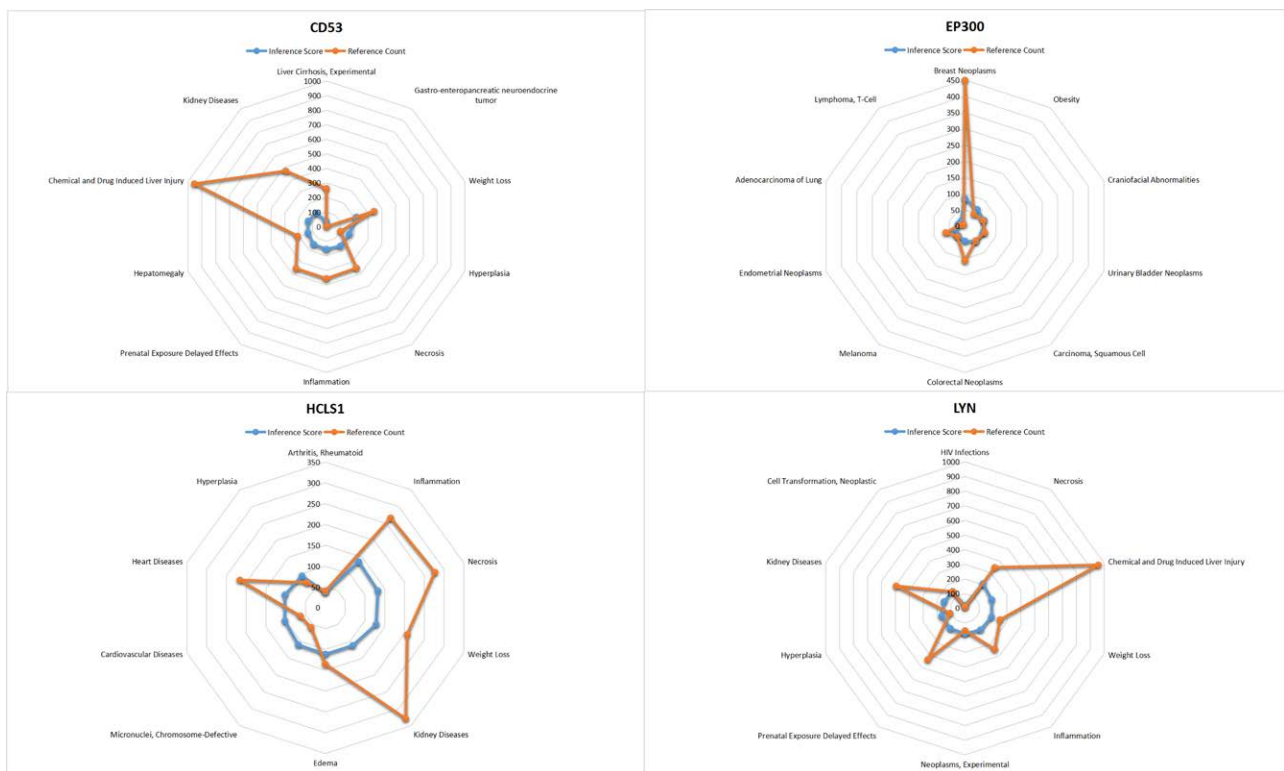 CD53
Inference Score Reference Count
Liver Cirrhosis, Experimental
1000
900
800
700
600
500
400
300
200
100
0
Gastro-enteropancreatic neuroendocrine
tumor
Weight Loss
Hyperplasia
Necrosis
Inflammation
Prenatal Exposure Delayed Effects
Hepatomegaly
Chemical and Drug Induced Liver Injury
Kidney Diseases
EP300
Inference Score Reference Count
Breast Neoplasms
450
400
350
300
250
200
150
100
50
0
Obesity
Craniofacial Abnormalities
Urinary Bladder Neoplasms
Carcinoma, Squamous Cell
Colorectal Neoplasms
Melanoma
Endometrial Neoplasms
Adenocarcinoma of Lung
Lymphoma, T-Cell
HCLS1
Inference Score Reference Count
Arthritis, Rheumatoid
350
300
250
200
150
100
50
0
Inflammation
Necrosis
Weight Loss
Kidney Diseases
Edema
Micronuclei, Chromosome-Defective
Cardiovascular Diseases
Heart Diseases
Hyperplasia
LYN
Inference Score Reference Count
HIV Infections
1000
900
800
700
600
500
400
300
200
100
0
Necrosis
Chemical and Drug Induced Liver Injury
Weight Loss
Inflammation
Neoplasms, Experimental
Prenatal Exposure Delayed Effects
Hyperplasia
Kidney Diseases
Cell Transformation, Neoplastic